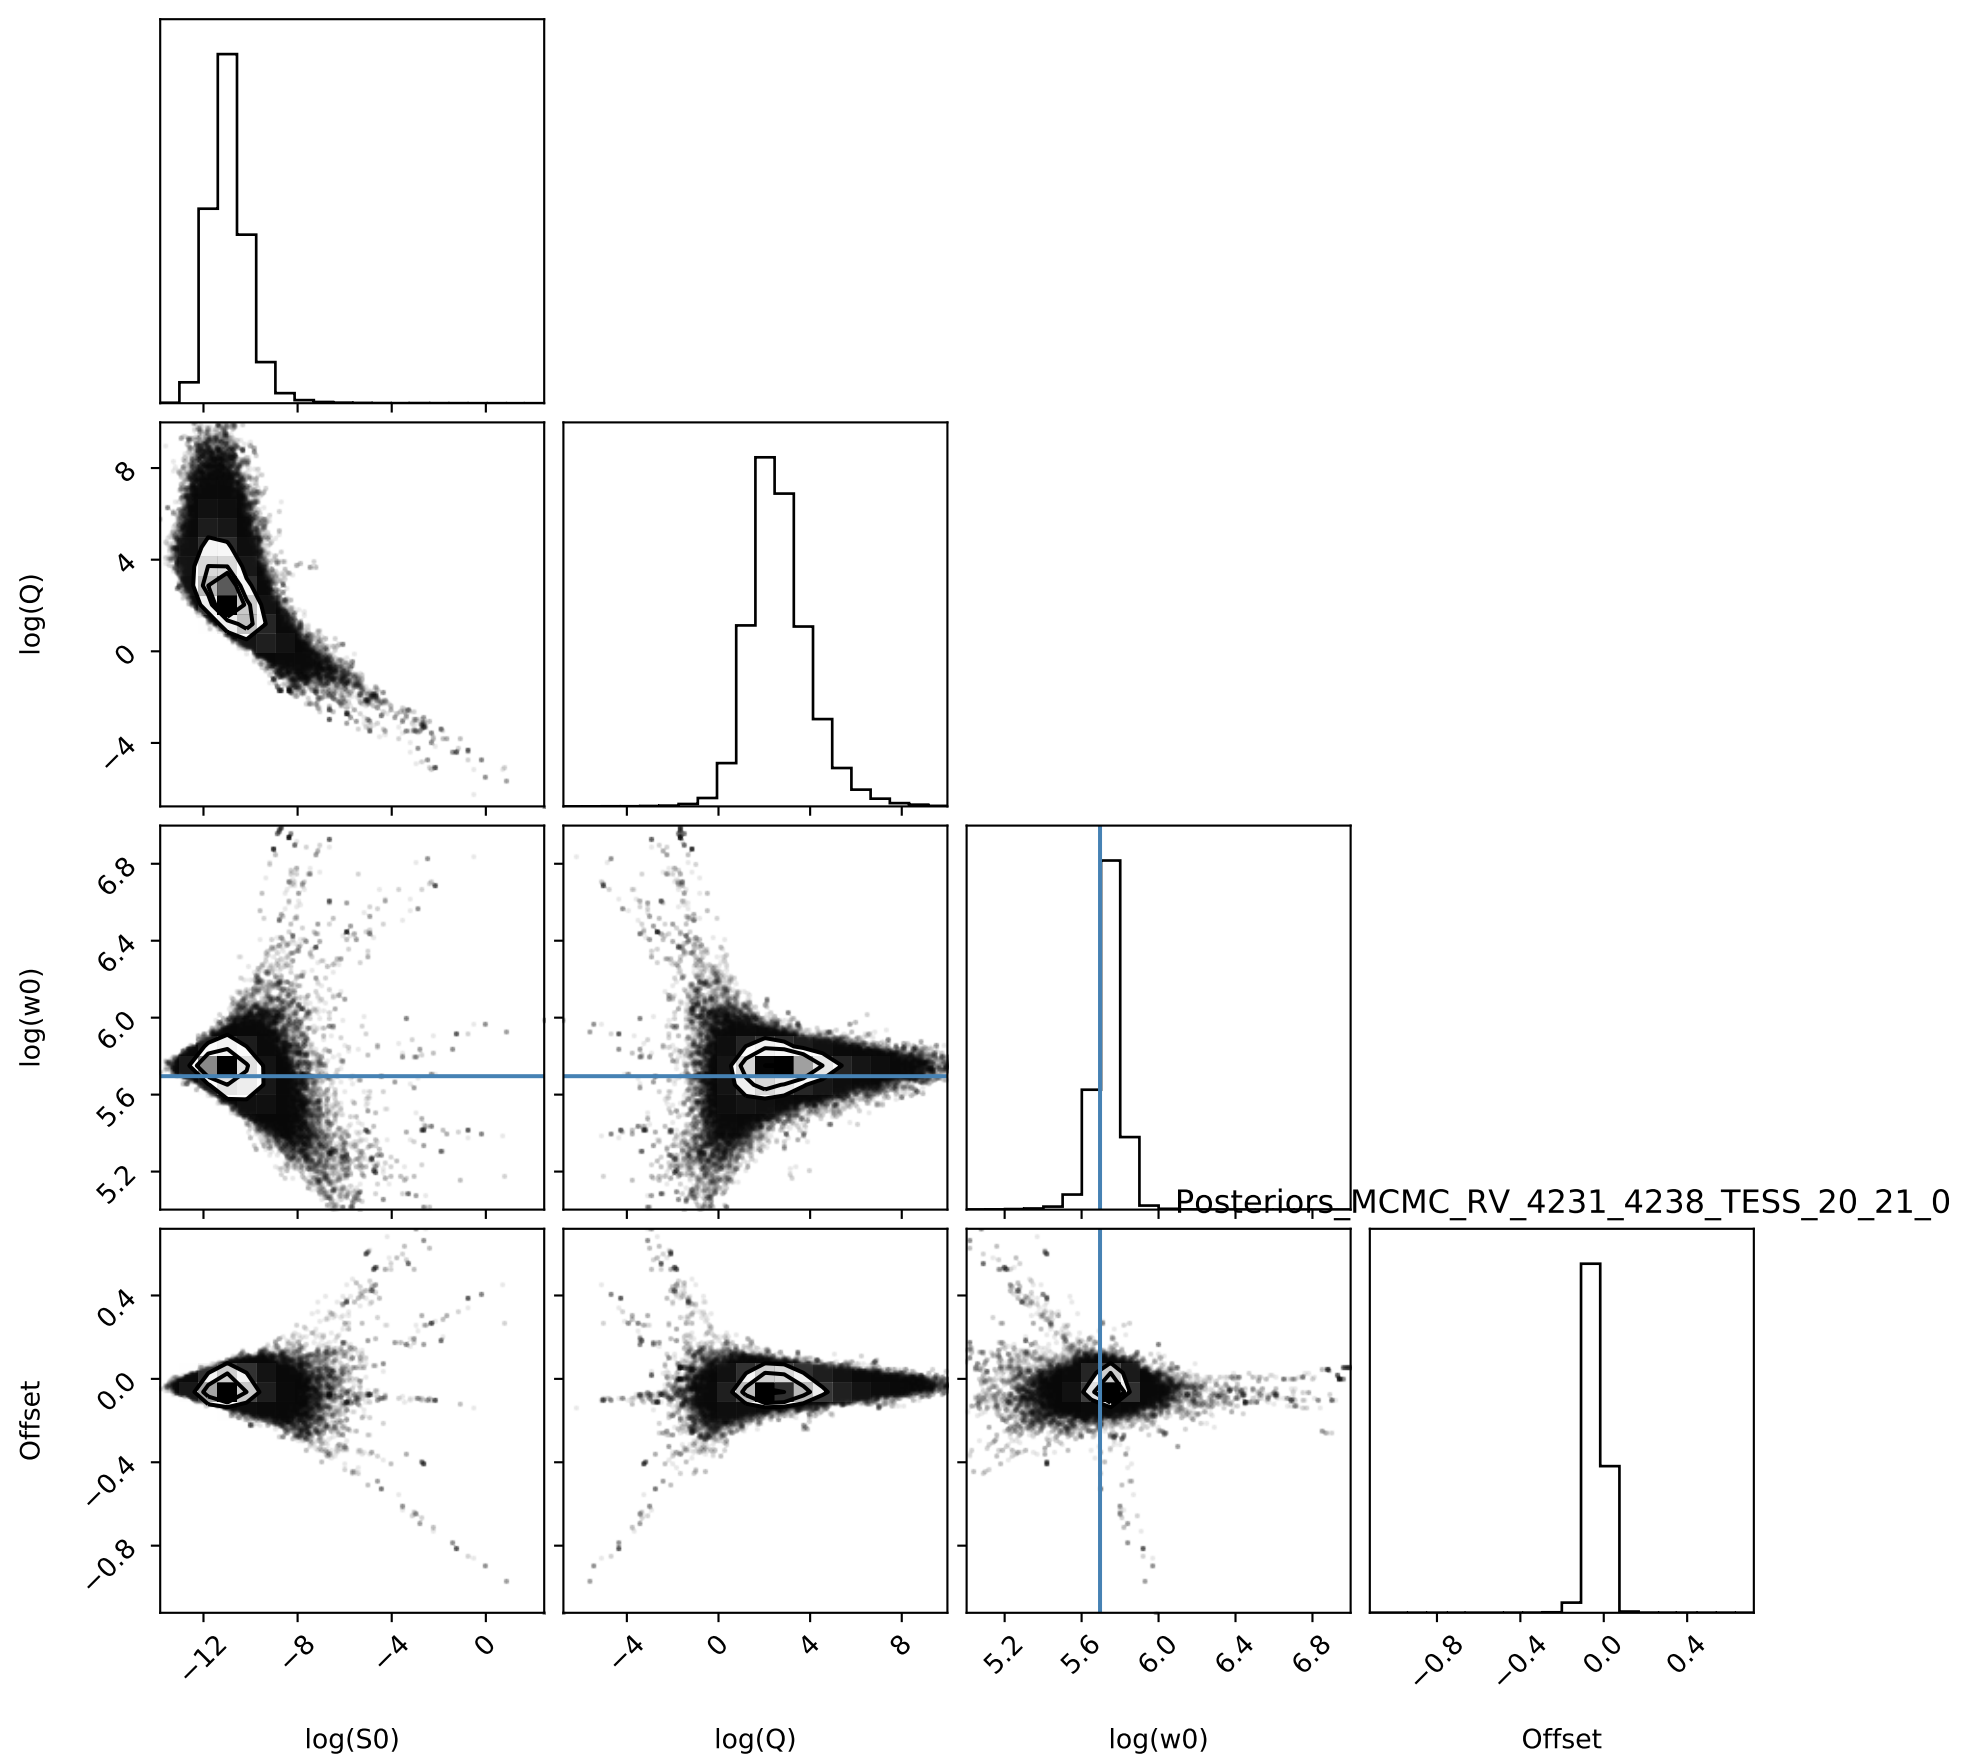 log(Q)
8
4
0
−4
log(w0)
6.8
6.4
6.0
5.6
5.2
Posteriors_MCMC_RV_4231_4238_TESS_20_21_0
Offset
0.4
0.0
−0.4
−0.8
−12 −8 −4 0 −4 0 4 8 5.2 5.6 6.0 6.4 6.8 −0.8 −0.4 0.0 0.4
log(S0) log(Q) log(w0) Offset